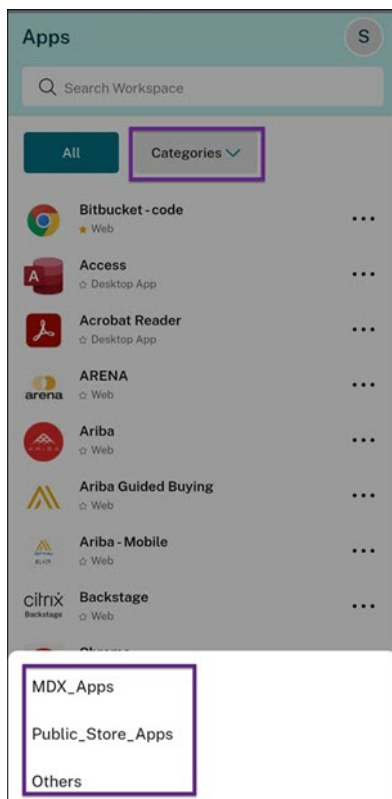 Apps
S
Search Workspace
All
Categories
Bitbucket - code
Web
Access
Desktop App
Acrobat Reader
Desktop App
ARENA
Web
arena
Ariba
Web
ARIBA
Ariba Guided Buying
Web
Ariba - Mobile
Web
citrix
Backstage
Backstage
Web
MDX_Apps
Public_Store_Apps
Others